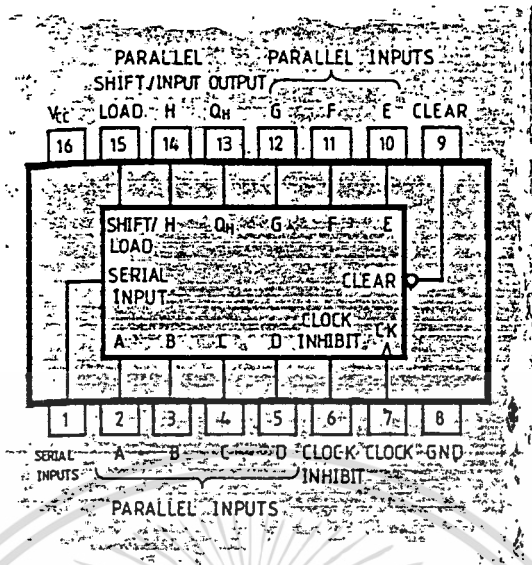 PARALLEL PARALLEL INPUTS
SHIFT/INPUT OUTPUT
Vcc LOAD H QH G F E CLEAR
16 15 14 13 12 11 10 9
SHIFT/ H QH G F E
LOAD
SERIAL CLEAR
INPUT
CLOCK
A B C D INHIBIT CK
1 2 3 4 5 6 7 8
SERIAL A B C D CLOCK CLOCK GND
INPUTS INHIBIT
PARALLEL INPUTS